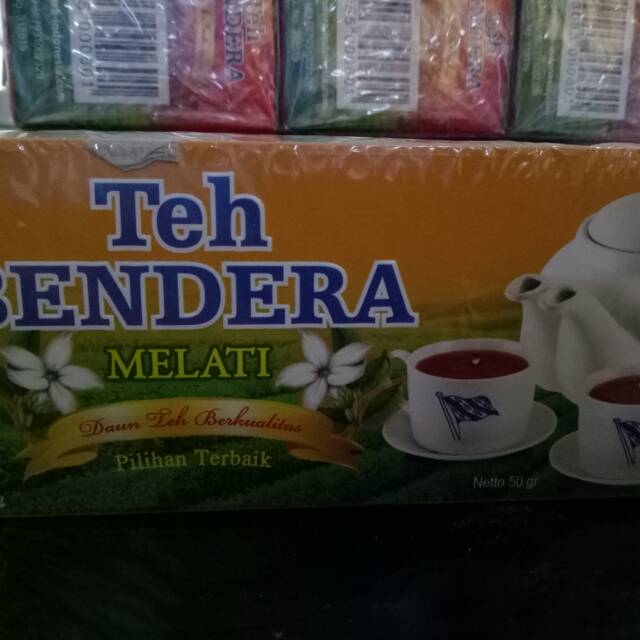 Teh
BENDERA
MELATI
Daun Teh Berkualitas
Pilihan Terbaik
Netto 50 gr